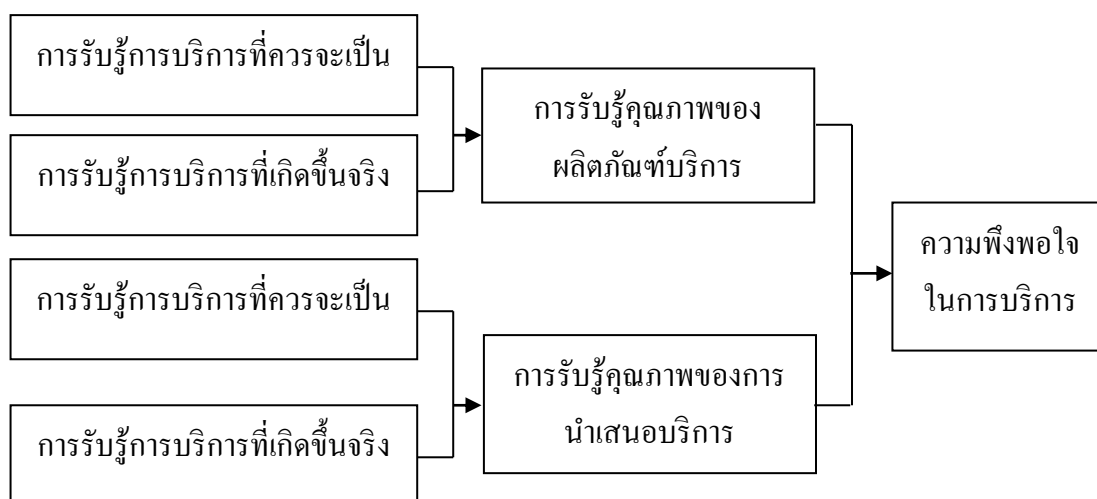 การรับรู้การบริการที่ควรจะเป็น
การรับรู้การบริการที่เกิดขึ้นจริง
การรับรู้คุณภาพของ
ผลิตภัณฑ์บริการ
การรับรู้การบริการที่ควรจะเป็น
การรับรู้การบริการที่เกิดขึ้นจริง
การรับรู้คุณภาพของการ
นำเสนอบริการ
ความพึงพอใจ
ในการบริการ